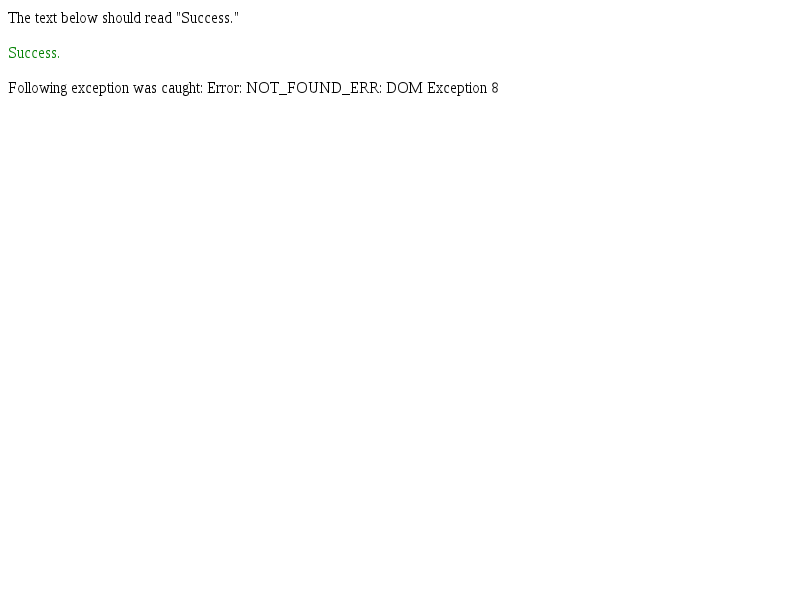 The text below should read "Success."
Success.
Following exception was caught: Error: NOT_FOUND_ERR: DOM Exception 8